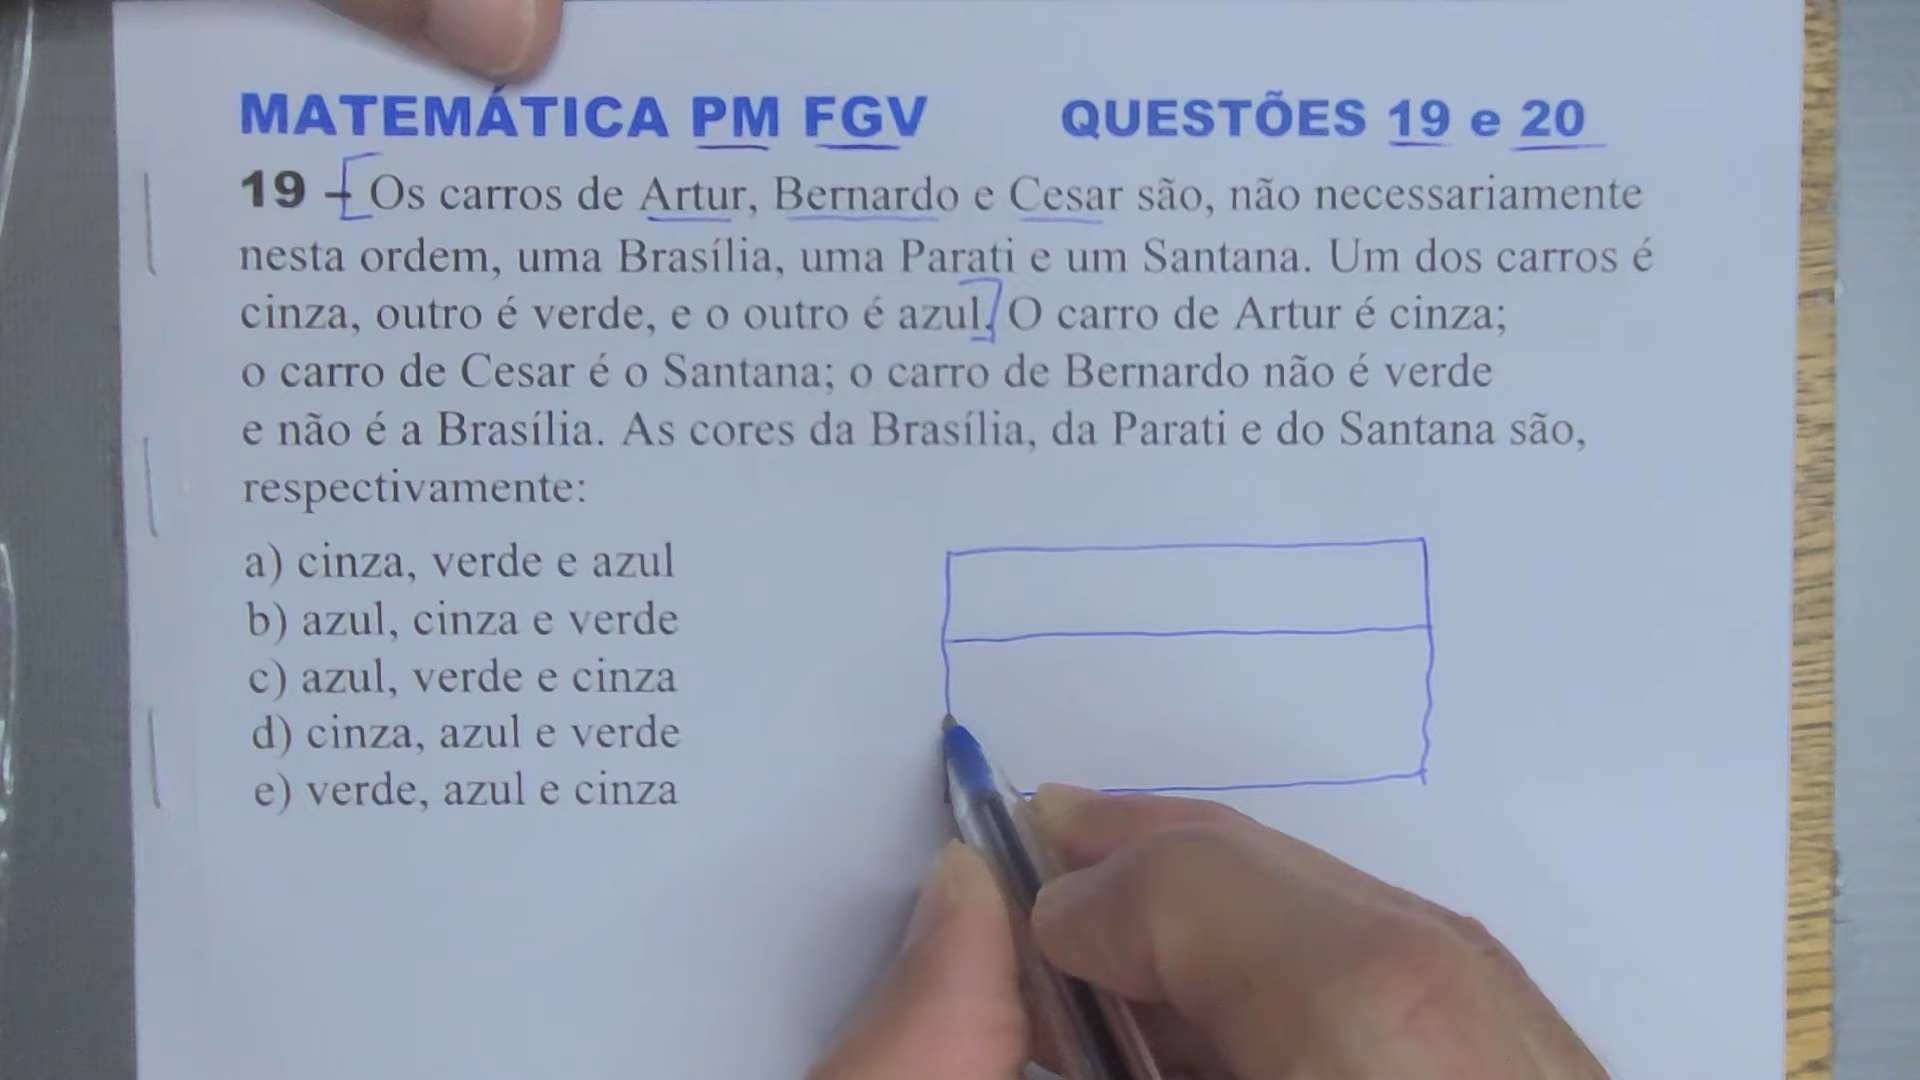 MATEMÁTICA PM FGV QUESTÕES 19 e 20
19 - Os carros de Artur, Bernardo e Cesar são, não necessariamente
nesta ordem, uma Brasília, uma Parati e um Santana. Um dos carros é
cinza, outro é verde, e o outro é azul. O carro de Artur é cinza;
o carro de Cesar é o Santana; o carro de Bernardo não é verde
e não é a Brasília. As cores da Brasília, da Parati e do Santana são,
respectivamente:
a) cinza, verde e azul
b) azul, cinza e verde
c) azul, verde e cinza
d) cinza, azul e verde
e) verde, azul e cinza